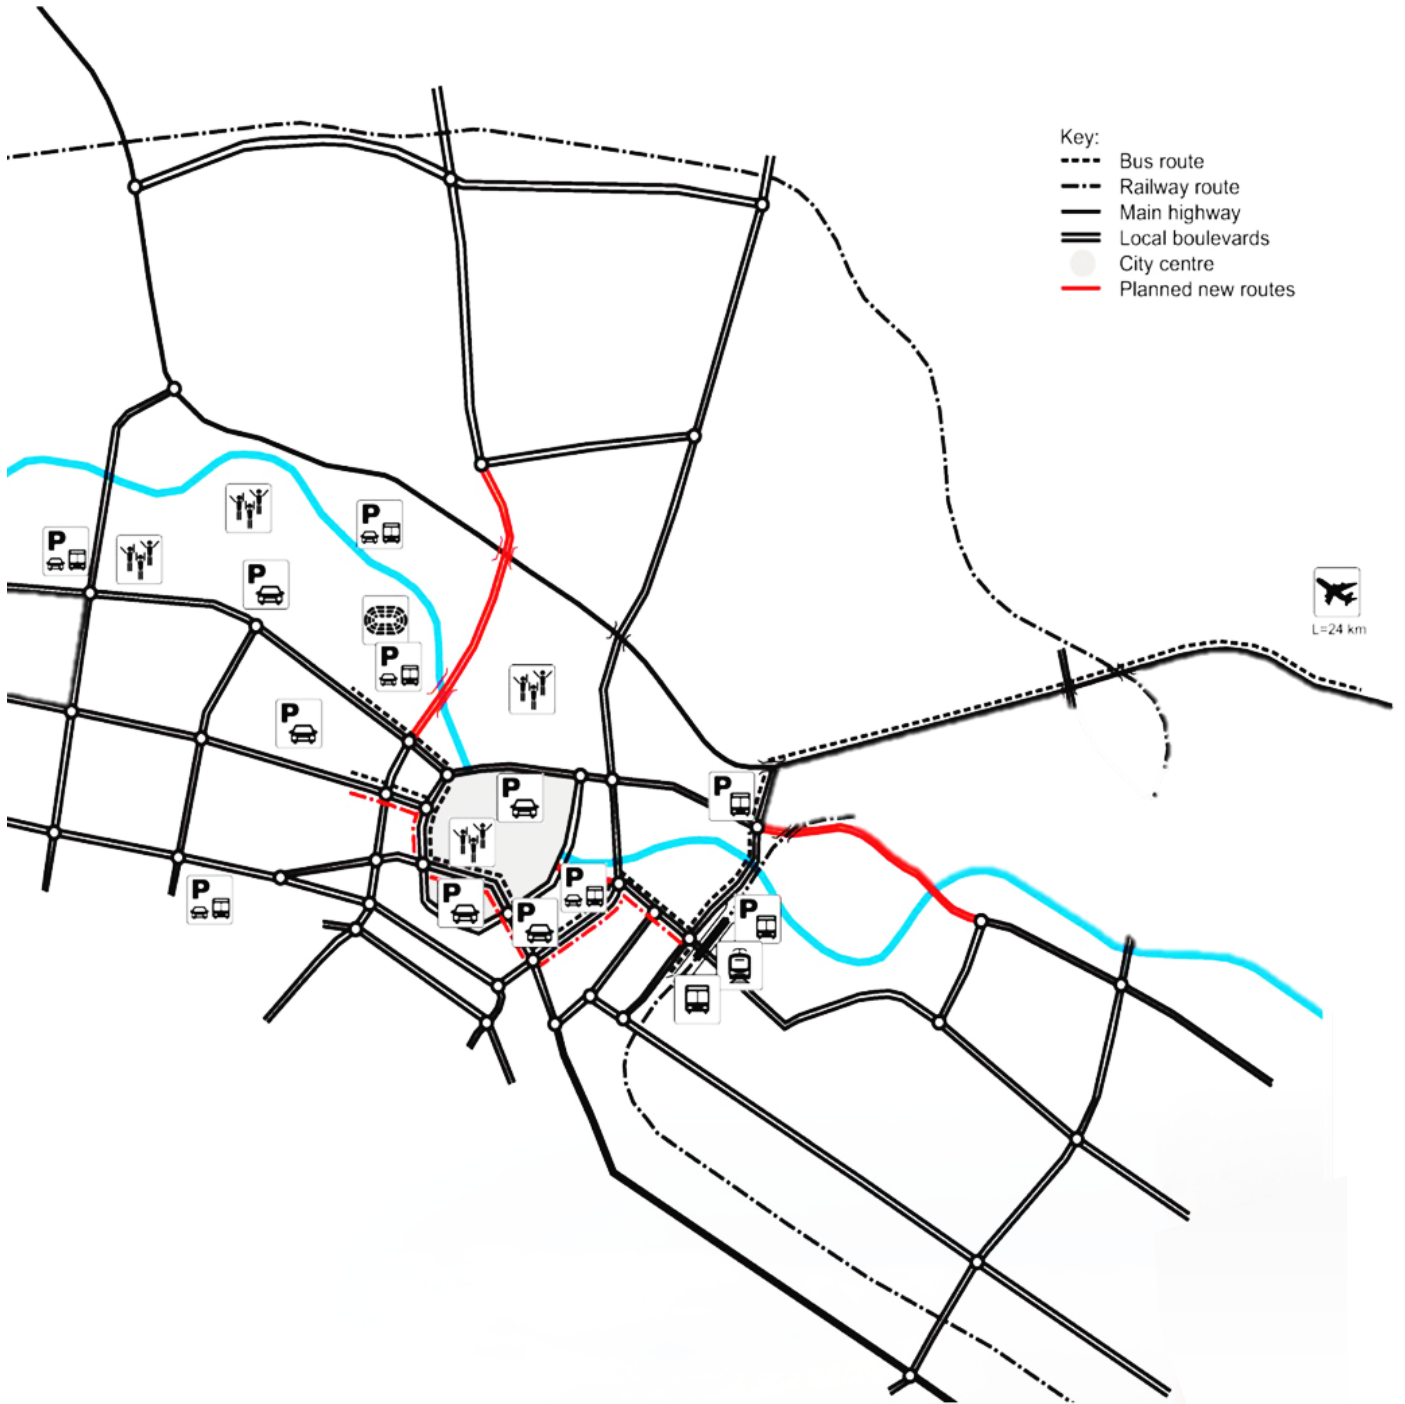 Key:
Bus route
Railway route
Main highway
Local boulevards
City centre
Planned new routes
P
P
P
L=24 km
P
P
P
P
P
P
P
P
P